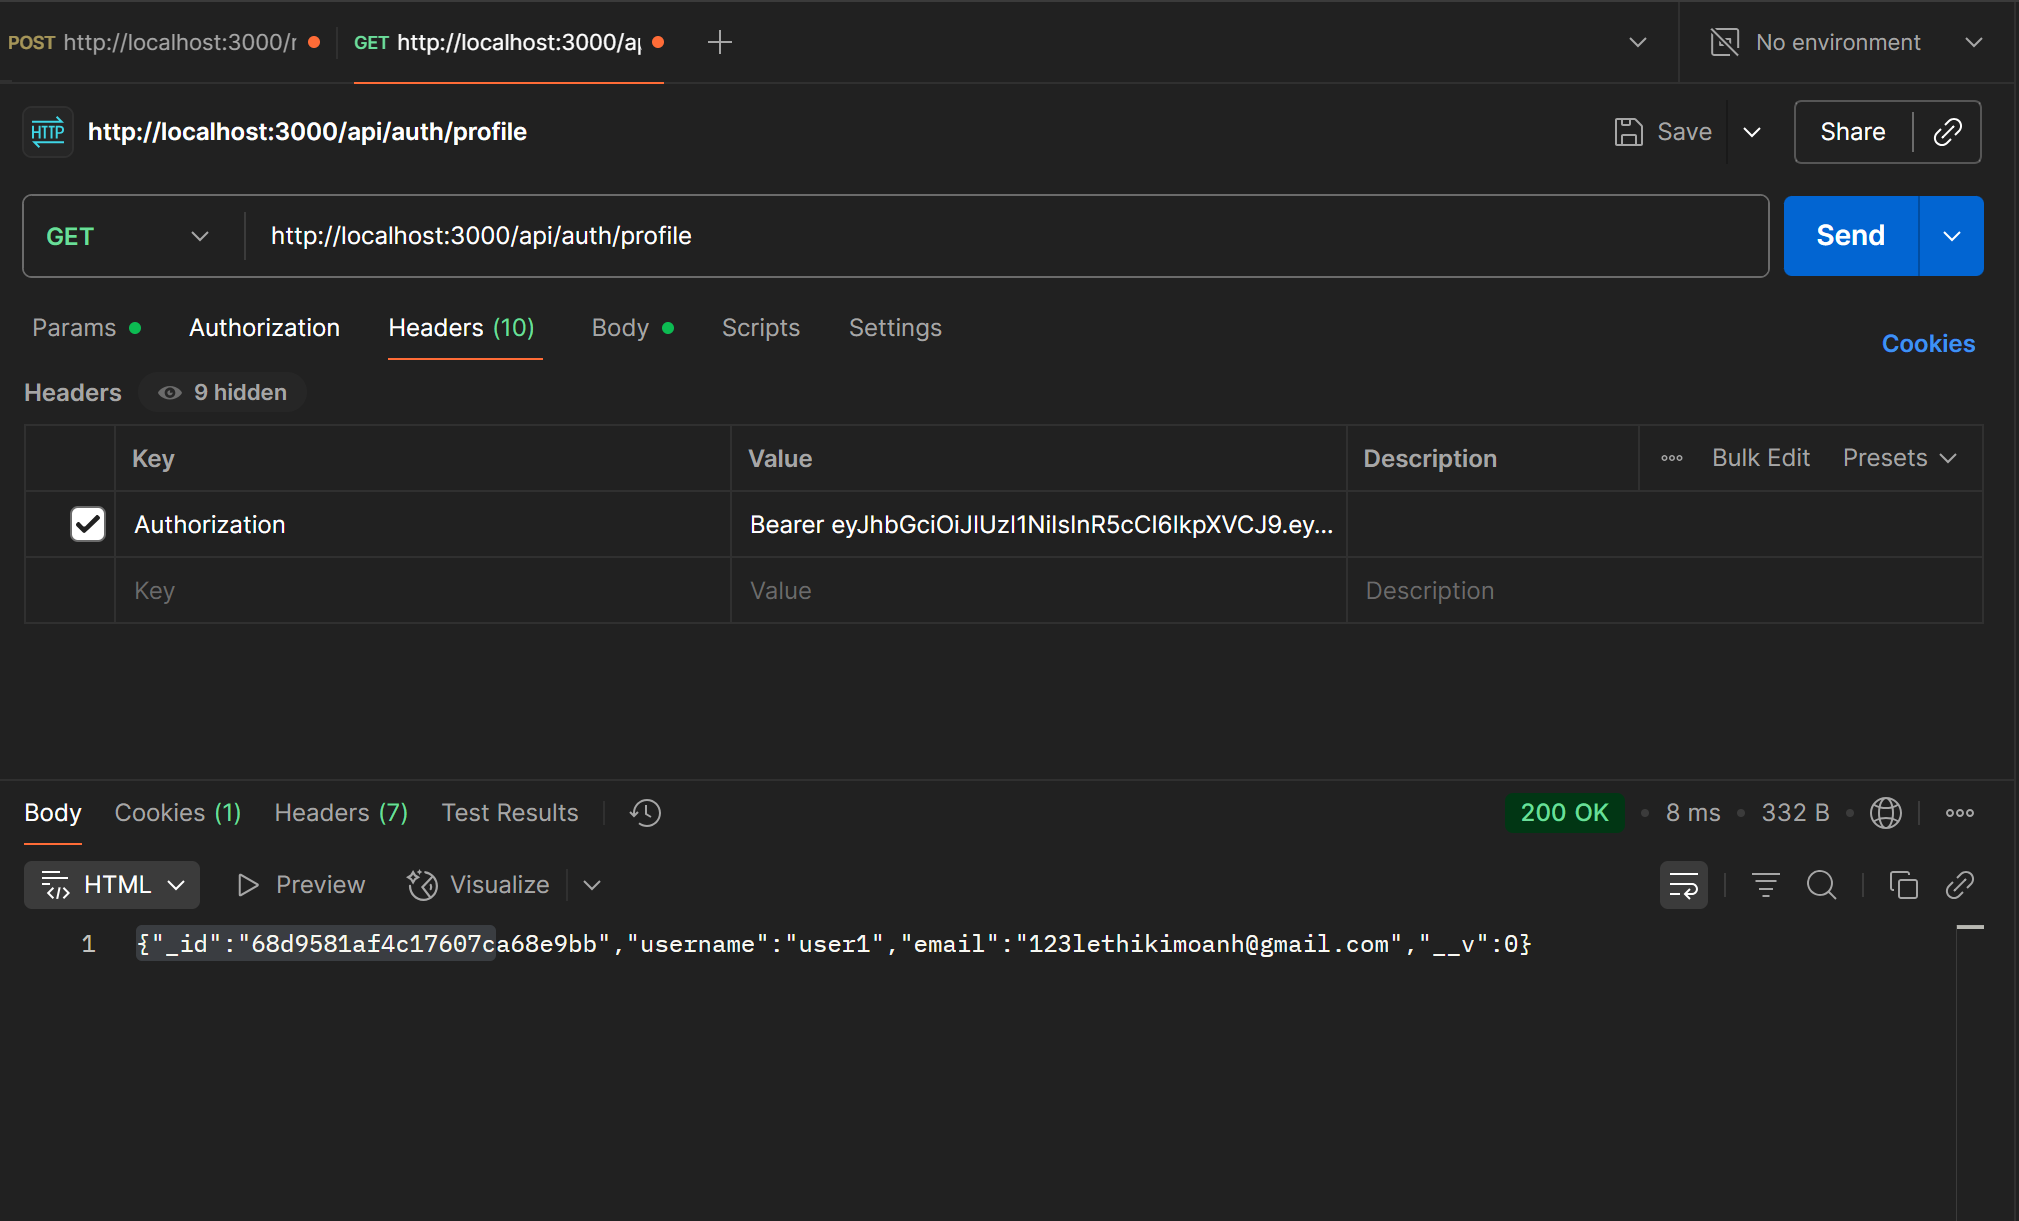 POST http://localhost:3000/r GET http://localhost:3000/ap No environment
HTTP http://localhost:3000/api/auth/profile Save Share
GET http://localhost:3000/api/auth/profile Send
Params Authorization Headers (10) Body Scripts Settings Cookies
Headers 9 hidden
Key Value Description Bulk Edit Presets
Authorization Bearer eyJhbGciOiJIUzI1NiIsInR5cCI6IkpXVCJ9.ey...
Key Value Description
Body Cookies (1) Headers (7) Test Results 200 OK 8 ms 332 B
HTML Preview Visualize
1 {"_id":"68d9581af4c17607ca68e9bb","username":"user1","email":"123lethikimoanh@gmail.com","__v":0}